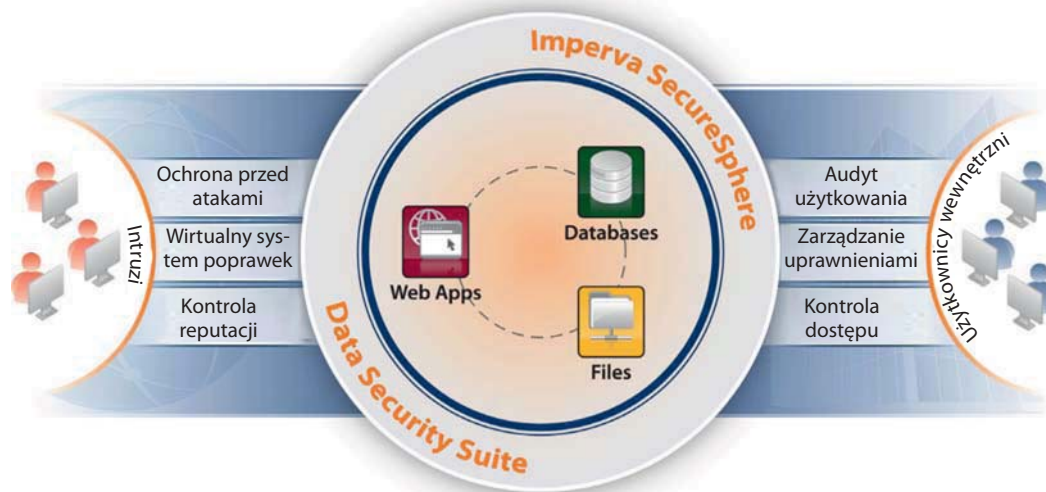 Imperva SecureSphere
Intruzi
Ochrona przed
atakami
Wirtualny sys-
tem poprawek
Kontrola
reputacji
Web Apps
Databases
Files
Data Security Suite
Audyt
użytkowania
Zarządzanie
uprawnieniami
Kontrola
dostępu
Użytkownicy wewnętrzni